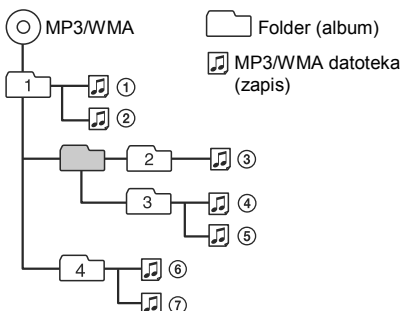 MP3/WMA
Folder (album)
MP3/WMA datoteka
(zapis)
1
①
②
2
③
3
④
⑤
4
⑥
⑦